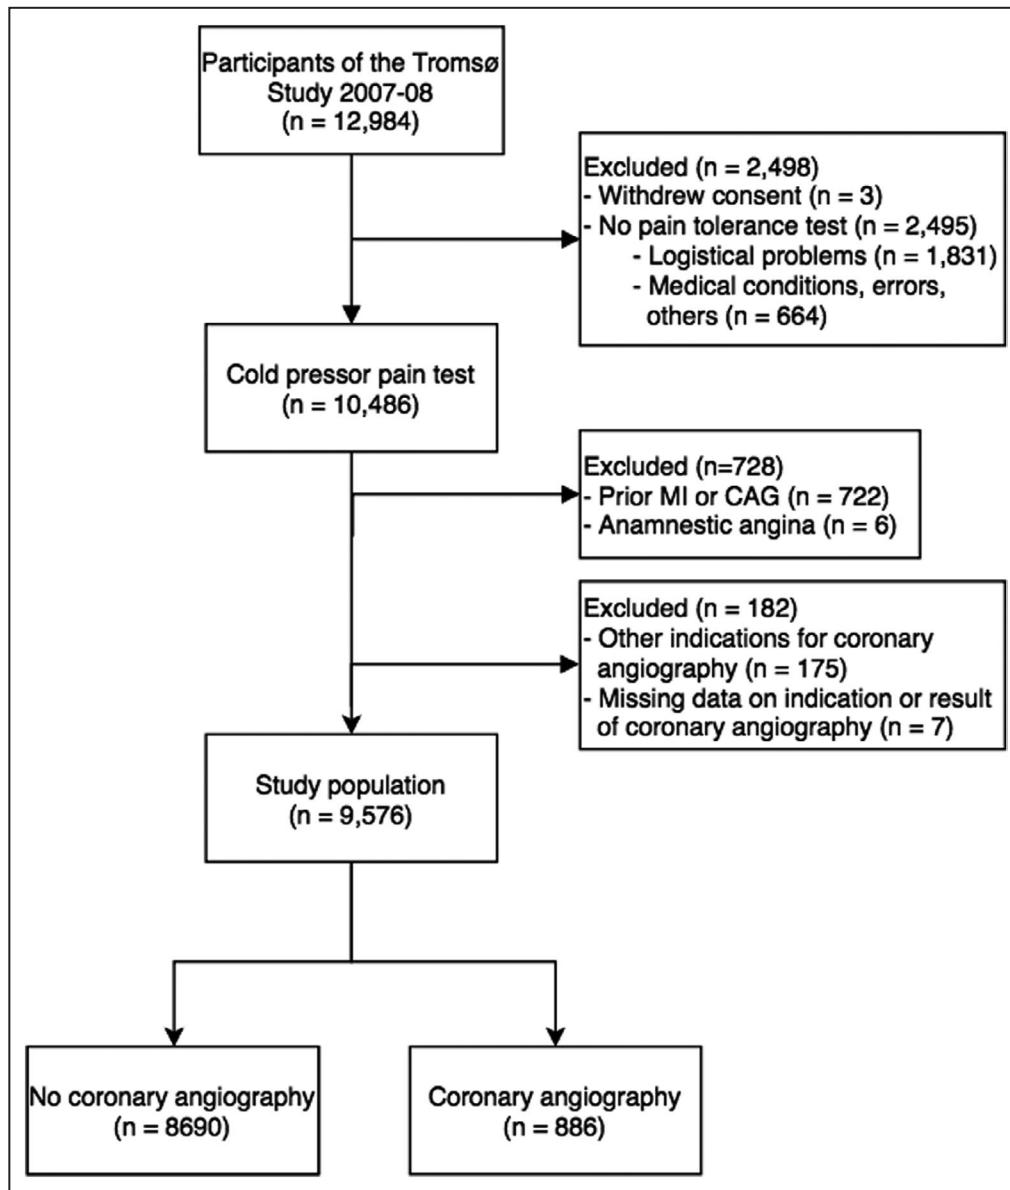 Participants of the Tromsø
Study 2007-08
(n = 12,984)
Excluded (n = 2,498)
- Withdrew consent (n = 3)
- No pain tolerance test (n = 2,495)
- Logistical problems (n = 1,831)
- Medical conditions, errors,
others (n = 664)
Cold pressor pain test
(n = 10,486)
Excluded (n=728)
- Prior MI or CAG (n = 722)
- Anamnestic angina (n = 6)
Excluded (n = 182)
- Other indications for coronary
angiography (n = 175)
- Missing data on indication or result
of coronary angiography (n = 7)
Study population
(n = 9,576)
No coronary angiography
(n = 8690)
Coronary angiography
(n = 886)